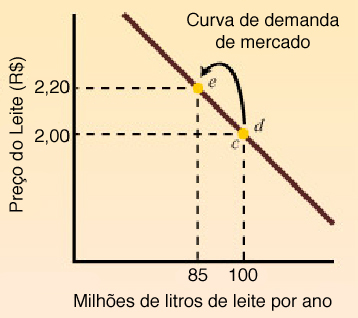 Curva de demanda
de mercado
Preço do Leite (R$)
2,20
e
2,00
d
c
85
100
Milhões de litros de leite por ano